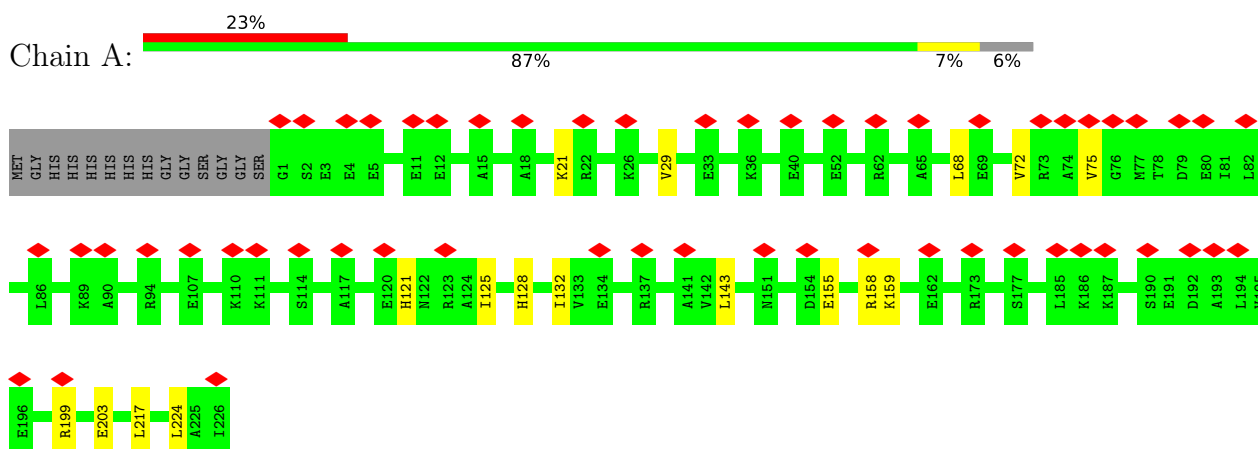 23%
Chain A:
87% 7% 6%
MET GLY HIS HIS HIS HIS HIS HIS HIS GLY GLY SER GLY GLY SER G1 S2 E3 E4 E5 E11 E12 A15 A18 K21 R22 K26 V29 E33 K36 E40 E52 R62 A65 L68 E69 V72 R73 A74 V75 G76 M77 T78 D79 E80 I81 L82
L86 K89 A90 R94 E107 K110 K111 S114 A117 E120 H121 N122 R123 A124 I125 H128 I132 V133 E134 R137 A141 V142 L143 N151 D154 E155 R158 K159 E162 R173 S177 L185 K186 K187 S190 E191 D192 A193 L194
E196 R199 E203 L217 L224 A225 I226